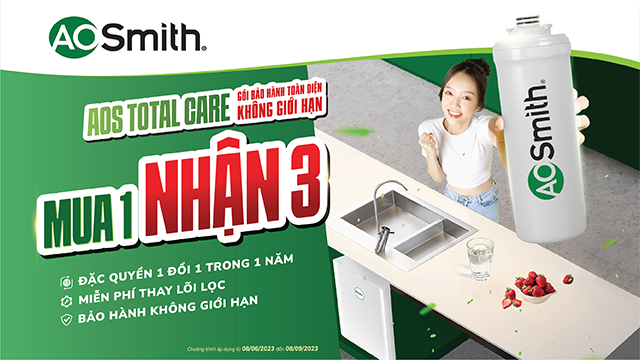 AOSmith®
AOS TOTAL CARE
GÓI BẢO HÀNH TOÀN DIỆN
KHÔNG GIỚI HẠN
MUA 1 NHẬN 3
ĐẶC QUYỀN 1 ĐỔI 1 TRONG 1 NĂM
MIỄN PHÍ THAY LÕI LỌC
BẢO HÀNH KHÔNG GIỚI HẠN
Chương trình áp dụng từ 08/06/2023 đến 08/09/2023
AOSmith®